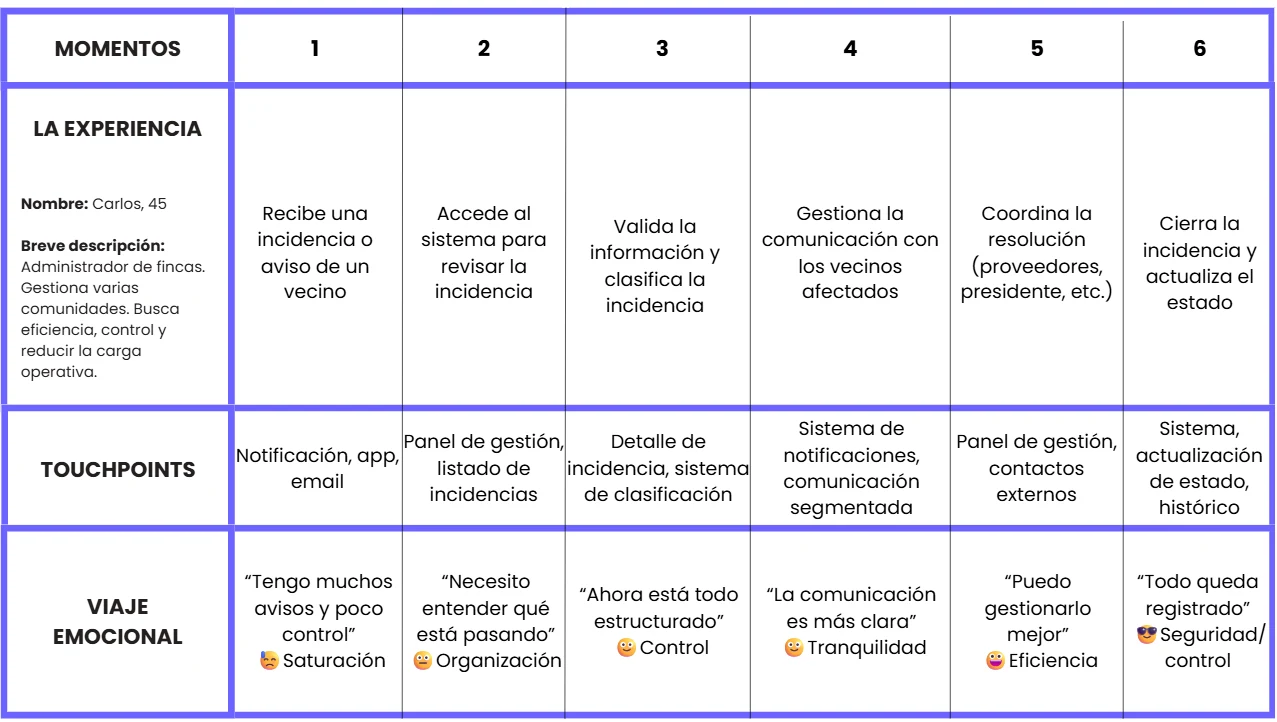 MOMENTOS
1
2
3
4
5
6
LA EXPERIENCIA
Nombre: Carlos, 45
Breve descripción:
Administrador de fincas.
Gestiona varias
comunidades. Busca
eficiencia, control y
reducir la carga
operativa.
Recibe una
incidencia o
aviso de un
vecino
Accede al
sistema para
revisar la
incidencia
Valida la
información y
clasifica la
incidencia
Gestiona la
comunicación con
los vecinos
afectados
Coordina la
resolución
(proveedores,
presidente, etc.)
Cierra la
incidencia y
actualiza el
estado
TOUCHPOINTS
Notificación, app,
email
Panel de gestión,
listado de
incidencias
Detalle de
incidencia, sistema
de clasificación
Sistema de
notificaciones,
comunicación
segmentada
Panel de gestión,
contactos
externos
Sistema,
actualización
de estado,
histórico
VIAJE
EMOCIONAL
“Tengo muchos
avisos y poco
control”
😓 Saturación
“Necesito
entender qué
está pasando”
😐 Organización
“Ahora está todo
estructurado”
🙂 Control
“La comunicación
es más clara”
🙂 Tranquilidad
“Puedo
gestionarlo
mejor”
😀 Eficiencia
“Todo queda
registrado”
😎 Seguridad/
control